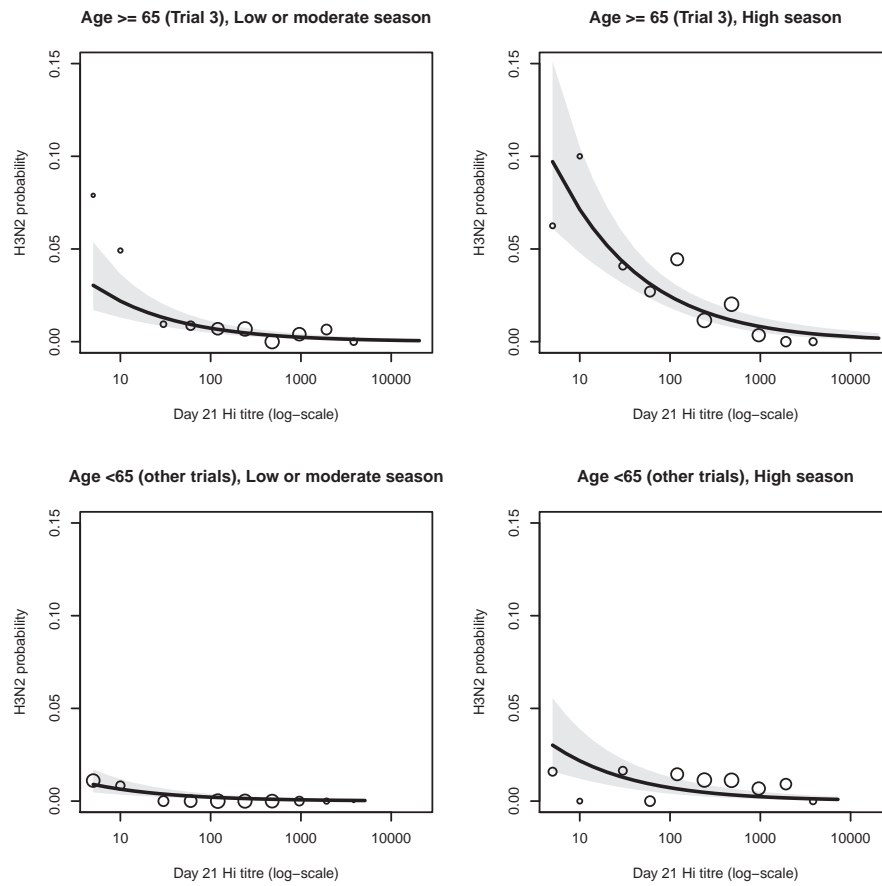 Age >= 65 (Trial 3), Low or moderate season
H3N2 probability
0.15
0.10
0.05
0.00
10
100
1000
10000
Day 21 Hi titre (log−scale)
Age >= 65 (Trial 3), High season
H3N2 probability
0.15
0.10
0.05
0.00
10
100
1000
10000
Day 21 Hi titre (log−scale)
Age <65 (other trials), Low or moderate season
H3N2 probability
0.15
0.10
0.05
0.00
10
100
1000
10000
Day 21 Hi titre (log−scale)
Age <65 (other trials), High season
H3N2 probability
0.15
0.10
0.05
0.00
10
100
1000
10000
Day 21 Hi titre (log−scale)